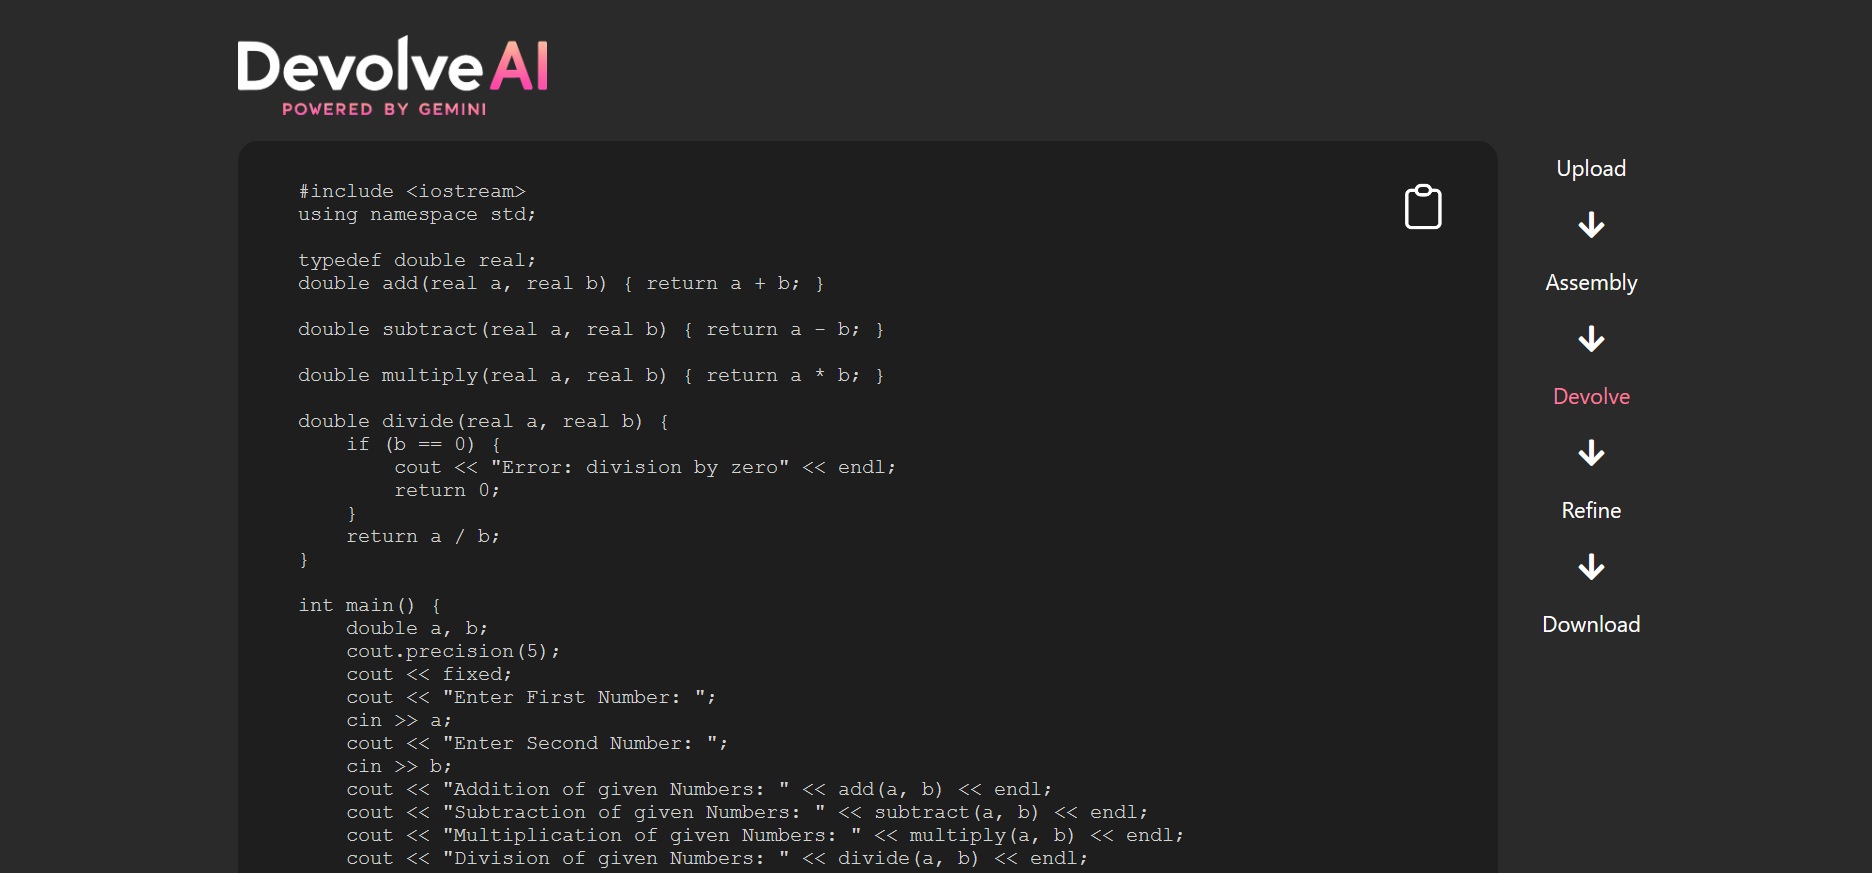 DevolveAI
POWERED BY GEMINI
#include <iostream>
using namespace std;
typedef double real;
double add(real a, real b) { return a + b; }
double subtract(real a, real b) { return a - b; }
double multiply(real a, real b) { return a * b; }
double divide(real a, real b) {
    if (b == 0) {
        cout << "Error: division by zero" << endl;
        return 0;
    }
    return a / b;
}
int main() {
    double a, b;
    cout.precision(5);
    cout << fixed;
    cout << "Enter First Number: ";
    cin >> a;
    cout << "Enter Second Number: ";
    cin >> b;
    cout << "Addition of given Numbers: " << add(a, b) << endl;
    cout << "Subtraction of given Numbers: " << subtract(a, b) << endl;
    cout << "Multiplication of given Numbers: " << multiply(a, b) << endl;
    cout << "Division of given Numbers: " << divide(a, b) << endl;
Upload
Assembly
Devolve
Refine
Download